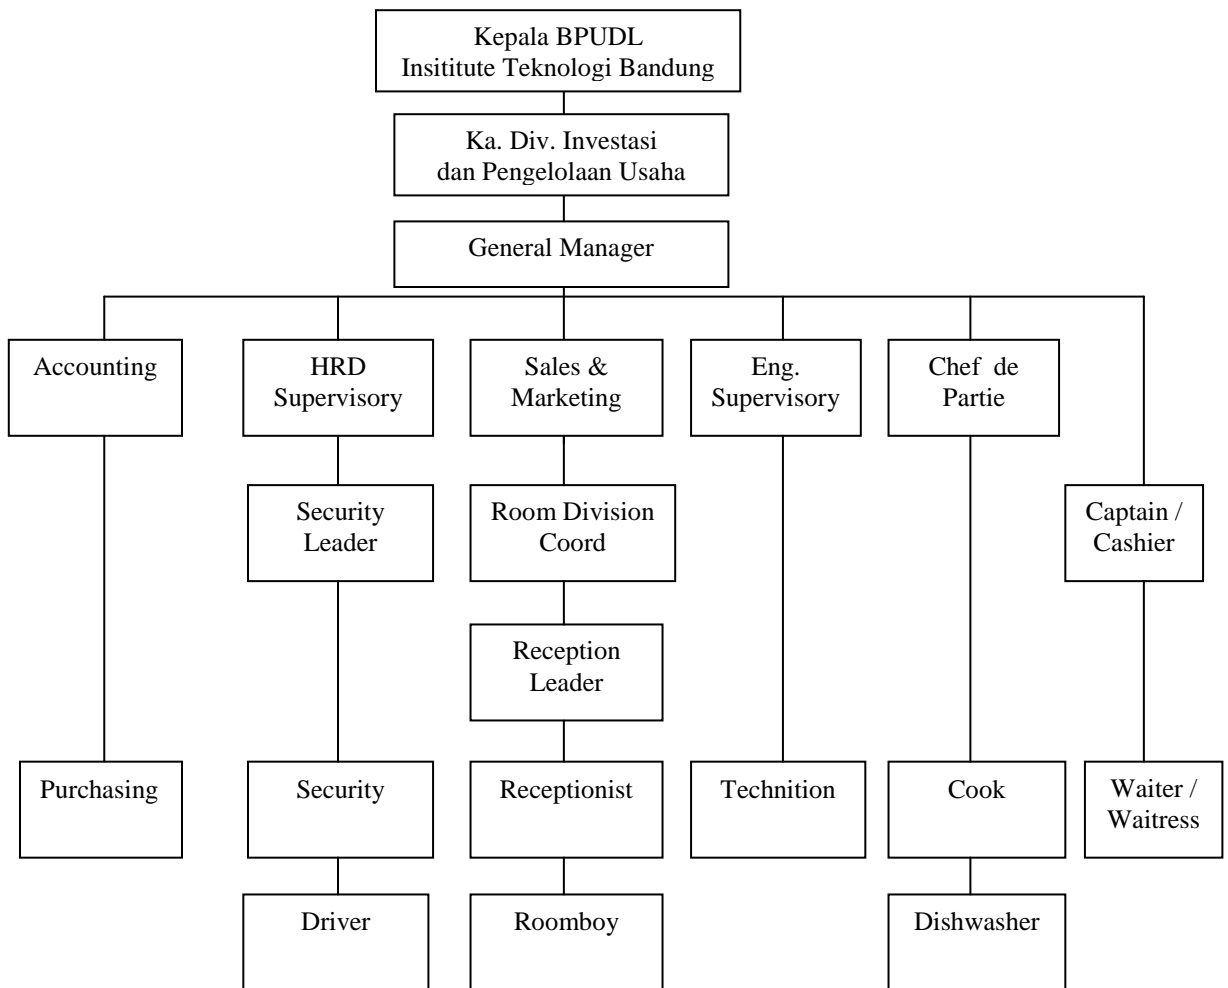 Kepala BPUDL
Insititute Teknologi Bandung
Ka. Div. Investasi
dan Pengelolaan Usaha
General Manager
Accounting
HRD
Supervisory
Sales &
Marketing
Eng.
Supervisory
Chef de
Partie
Security
Leader
Room Division
Coord
Captain /
Cashier
Reception
Leader
Purchasing
Security
Receptionist
Technition
Cook
Waiter /
Waitress
Driver
Roomboy
Dishwasher